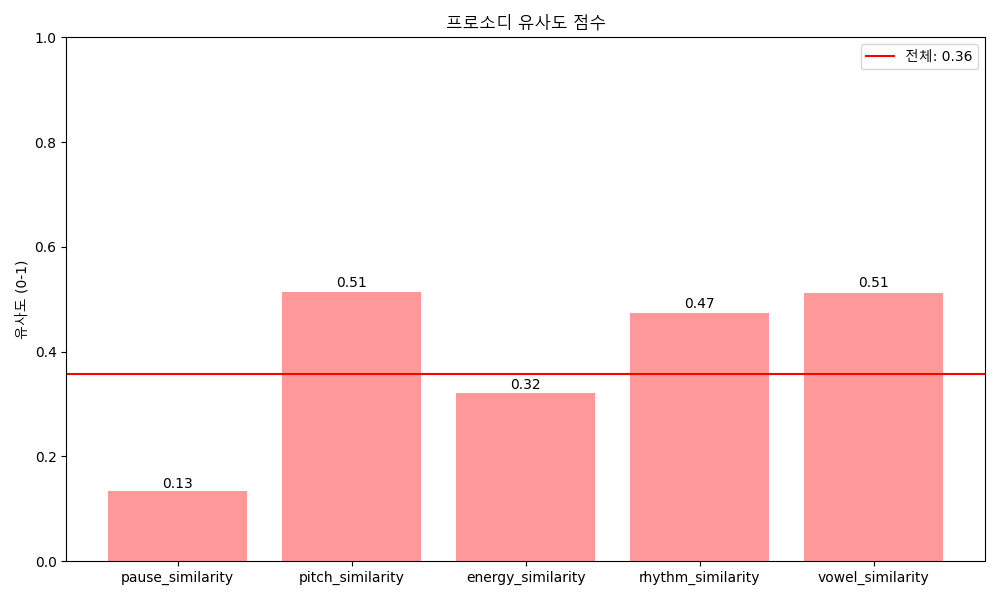 프로소디 유사도 점수
전체: 0.36
유사도 (0-1)
1.0
0.8
0.6
0.4
0.2
0.0
0.13
0.51
0.32
0.47
0.51
pause_similarity
pitch_similarity
energy_similarity
rhythm_similarity
vowel_similarity